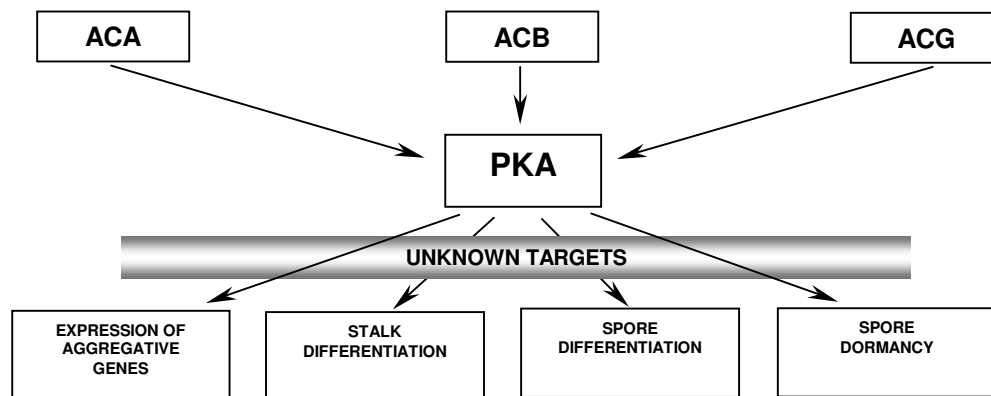 ACA
ACB
ACG
PKA
UNKNOWN TARGETS
EXPRESSION OF
AGGREGATIVE
GENES
STALK
DIFFERENTIATION
SPORE
DIFFERENTIATION
SPORE
DORMANCY